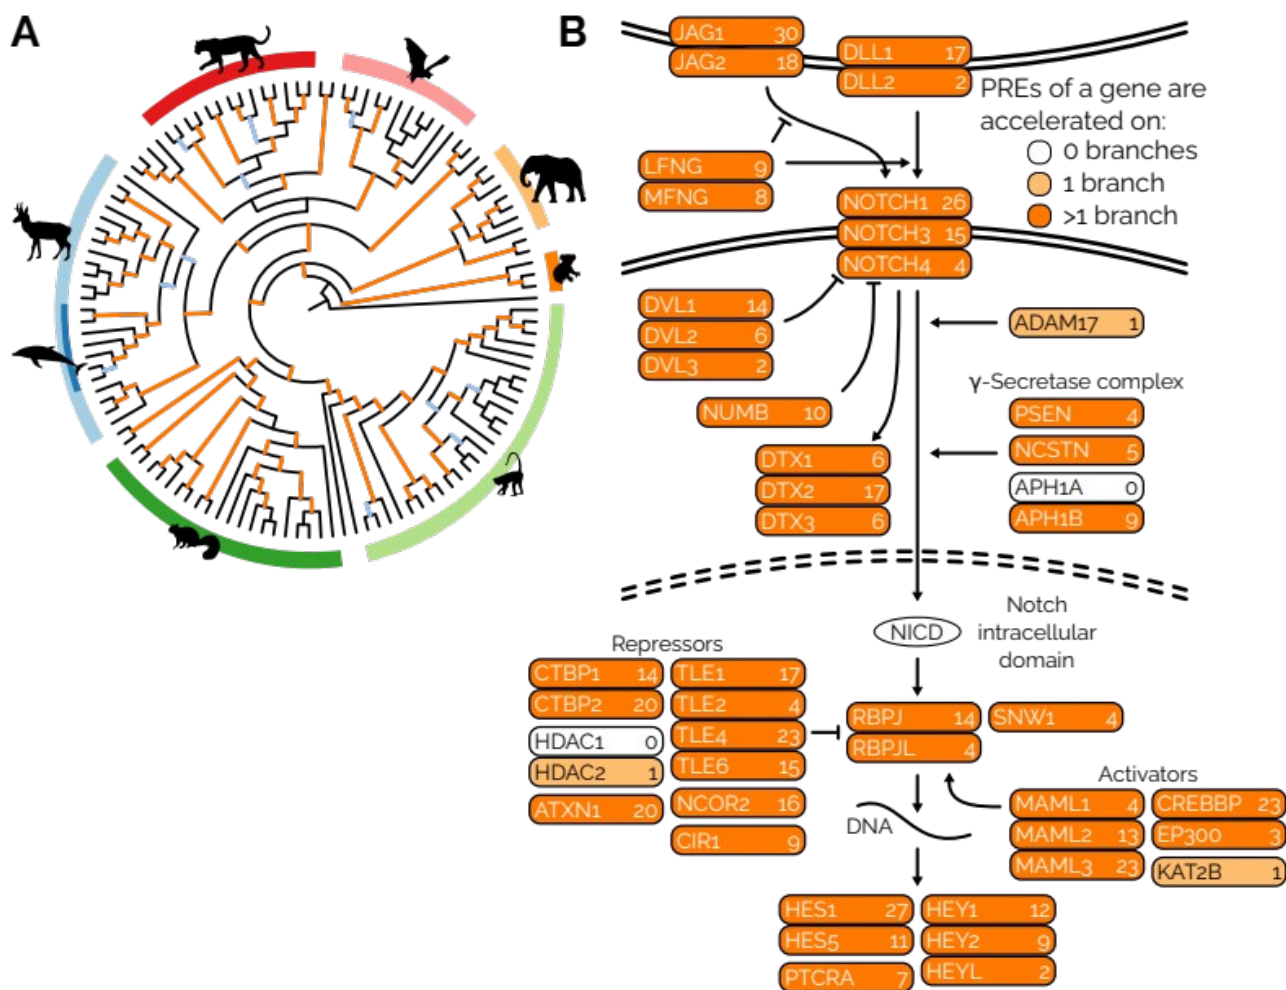 A
B
JAG1 30
JAG2 18
DLL1 17
DLL2 2
PREs of a gene are
accelerated on:
0 branches
1 branch
>1 branch
LFNG 9
MFNG 8
NOTCH1 26
NOTCH3 15
NOTCH4 4
DVL1 14
DVL2 6
DVL3 2
ADAM17 1
NUMB 10
γ-Secretase complex
PSEN 4
NCSTN 5
APH1A 0
APH1B 9
DTX1 6
DTX2 17
DTX3 6
NICD
Notch
intracellular
domain
Repressors
CTBP1 14
CTBP2 20
HDAC1 0
HDAC2 1
ATXN1 20
TLE1 17
TLE2 4
TLE4 23
TLE6 15
NCOR2 16
CIR1 9
RBPJ 14
RBPJL 4
SNW1 4
Activators
MAML1 4
MAML2 13
MAML3 23
CREBBP 23
EP300 3
KAT2B 1
DNA
HES1 27
HES5 11
PTCRA 7
HEY1 12
HEY2 9
HEYL 2